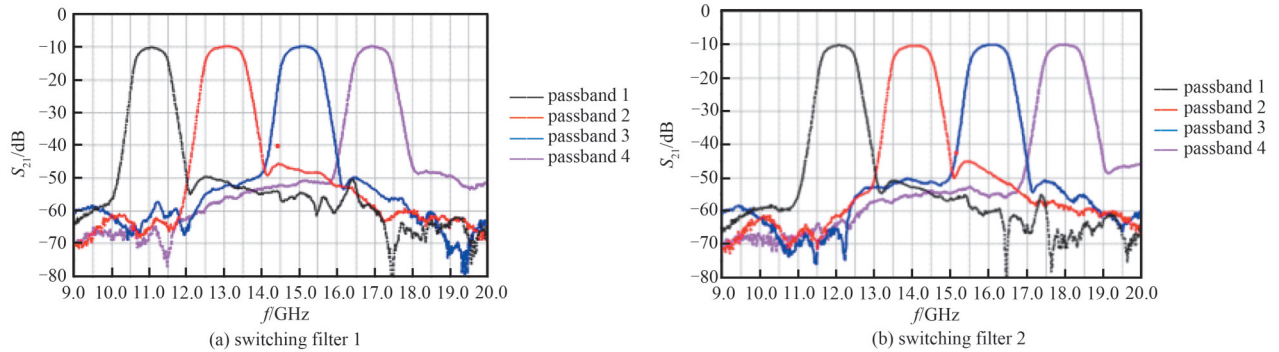 0
−10
−20
−30
−40
−50
−60
−70
−80
S21/dB
9.0 10.0 11.0 12.0 13.0 14.0 15.0 16.0 17.0 18.0 19.0 20.0
f/GHz
passband 1
passband 2
passband 3
passband 4
(a) switching filter 1
0
−10
−20
−30
−40
−50
−60
−70
−80
S21/dB
9.0 10.0 11.0 12.0 13.0 14.0 15.0 16.0 17.0 18.0 19.0 20.0
f/GHz
passband 1
passband 2
passband 3
passband 4
(b) switching filter 2